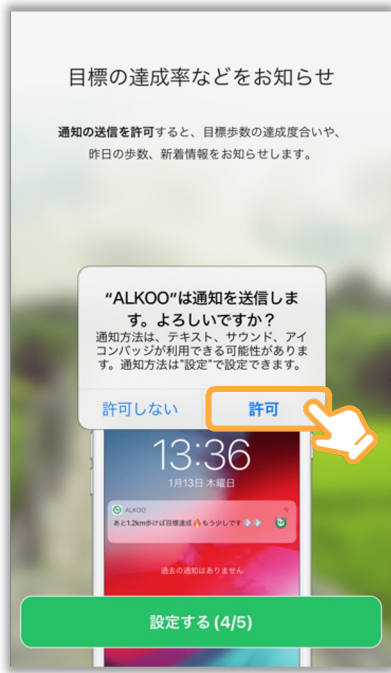 目標の達成率などをお知らせ
通知の送信を許可すると、目標歩数の達成度合いや、
昨日の歩数、新着情報をお知らせします。
“ALKOO”は通知を送信しま
す。よろしいですか？
通知方法は、テキスト、サウンド、アイ
コンバッジが利用できる可能性がありま
す。通知方法は"設定"で設定できます。
許可しない
許可
13:36
1月13日 木曜日
ALKOO
あと1.2km歩けば目標達成🔥もう少しです
過去の通知はありません
設定する (4/5)